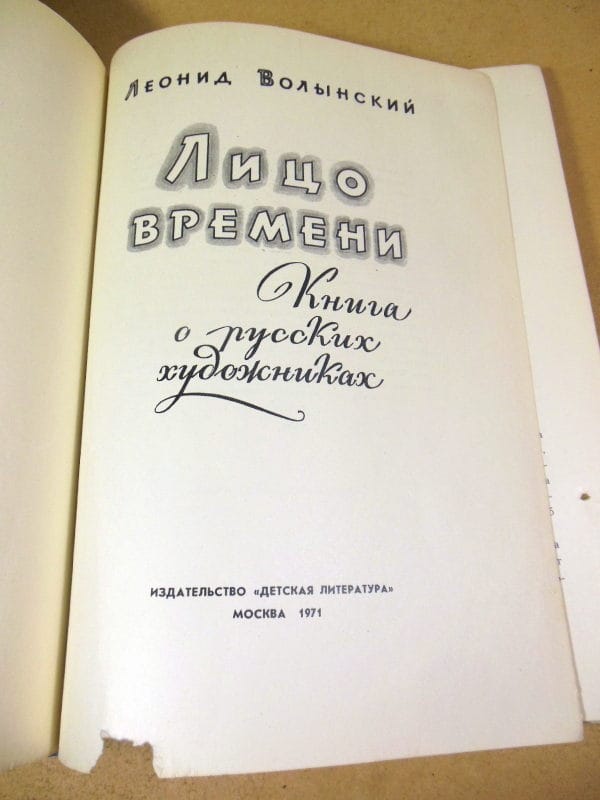 Леонид Волынский
Лицо
времени
Книга
о русских
художниках
ИЗДАТЕЛЬСТВО «ДЕТСКАЯ ЛИТЕРАТУРА»
МОСКВА 1971